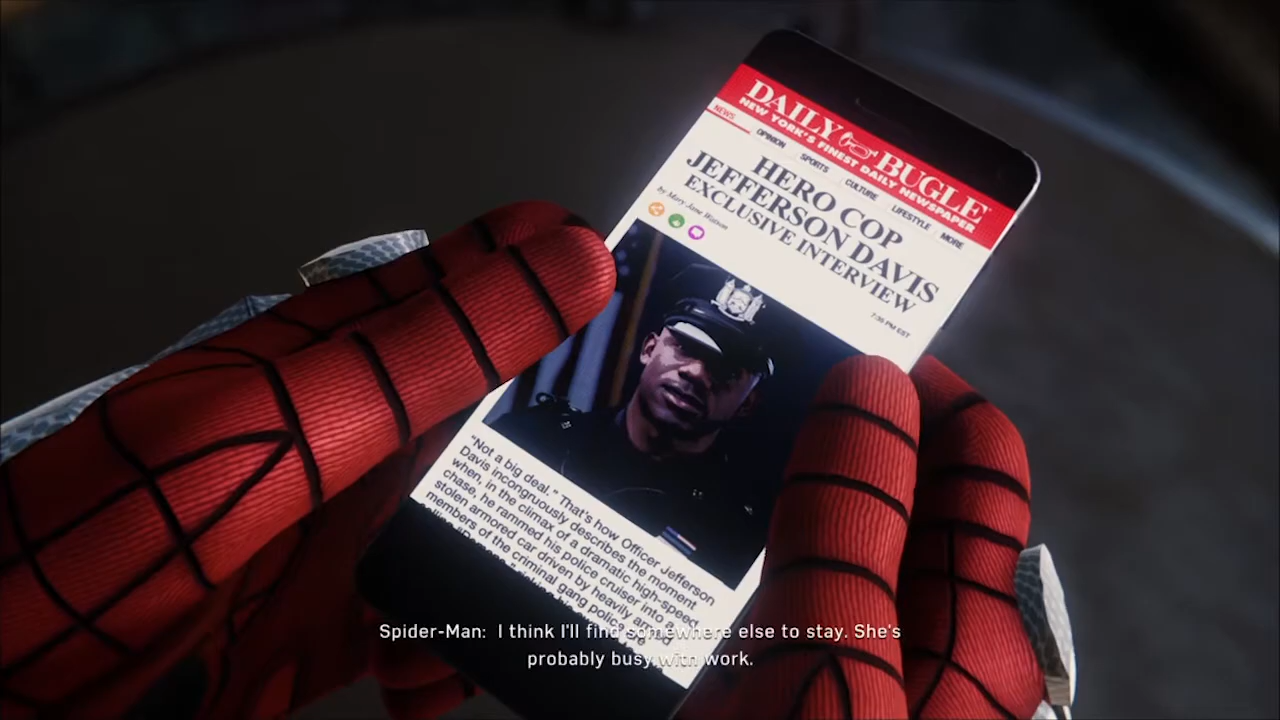 DAILY BUGLE
NEW YORK'S FINEST DAILY NEWSPAPER
NEWS OPINION SPORTS CULTURE LIFESTYLE MORE
HERO COP
JEFFERSON DAVIS
EXCLUSIVE INTERVIEW
by Mary Jane Watson
7:35 PM EST
"Not a big deal." That's how Officer Jefferson
Davis incongruously describes the moment
when, in the climax of a dramatic high-speed
chase, he rammed his police cruiser into a
stolen armored car driven by heavily armed
members of the criminal gang police
Spider-Man: I think I'll find somewhere else to stay. She's
probably busy with work.